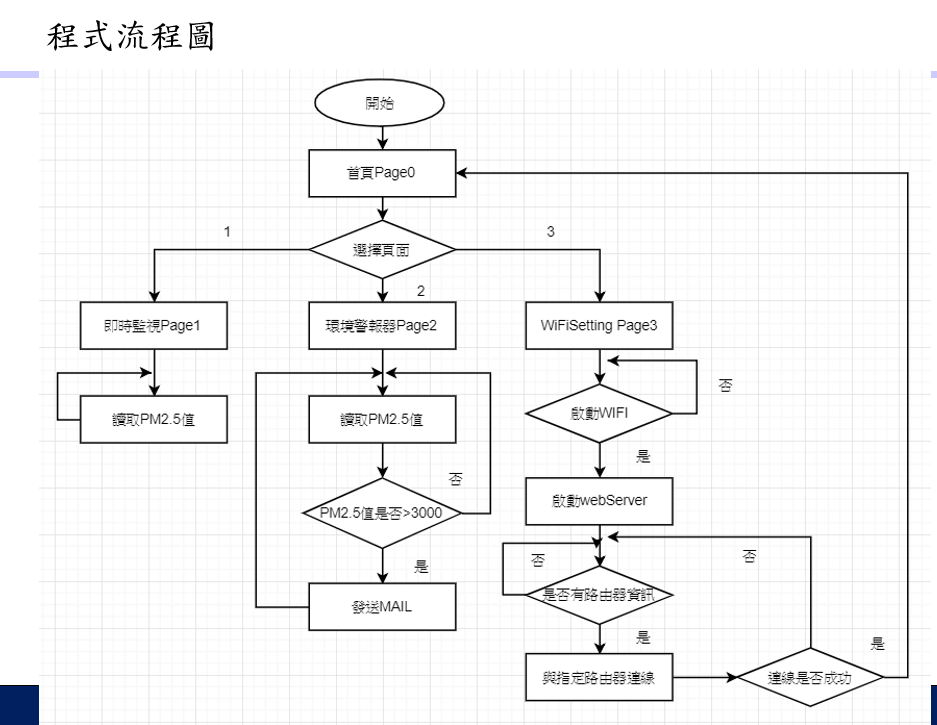 程式流程圖
開始
首頁Page0
選擇頁面
1
2
3
即時監視Page1
環境警報器Page2
WiFiSetting Page3
讀取PM2.5值
讀取PM2.5值
啟動WIFI
否
是
PM2.5值是否>3000
否
是
啟動webServer
發送MAIL
是否有路由器資訊
否
否
是
與指定路由器連線
連線是否成功
是